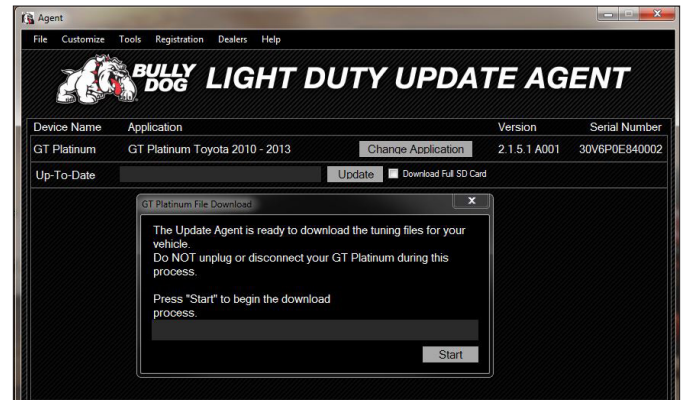 Agent
File Customize Tools Registration Dealers Help
BULLY DOG LIGHT DUTY UPDATE AGENT
Device Name Application Version Serial Number
GT Platinum GT Platinum Toyota 2010 - 2013 Change Application 2.1.5.1 A001 30V6P0E840002
Up-To-Date Update Download Full SD Card
GT Platinum File Download
The Update Agent is ready to download the tuning files for your
vehicle.
Do NOT unplug or disconnect your GT Platinum during this
process.
Press "Start" to begin the download
process.
Start